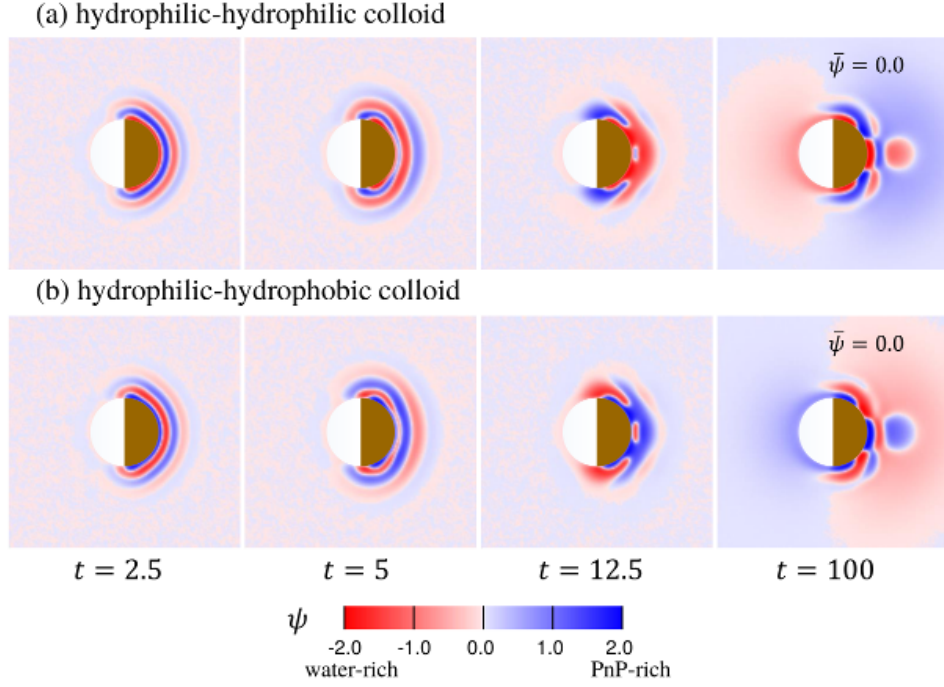 (a) hydrophilic-hydrophilic colloid
ψ̄ = 0.0
(b) hydrophilic-hydrophobic colloid
ψ̄ = 0.0
t = 2.5 t = 5 t = 12.5 t = 100
ψ
-2.0 -1.0 0.0 1.0 2.0
water-rich PnP-rich